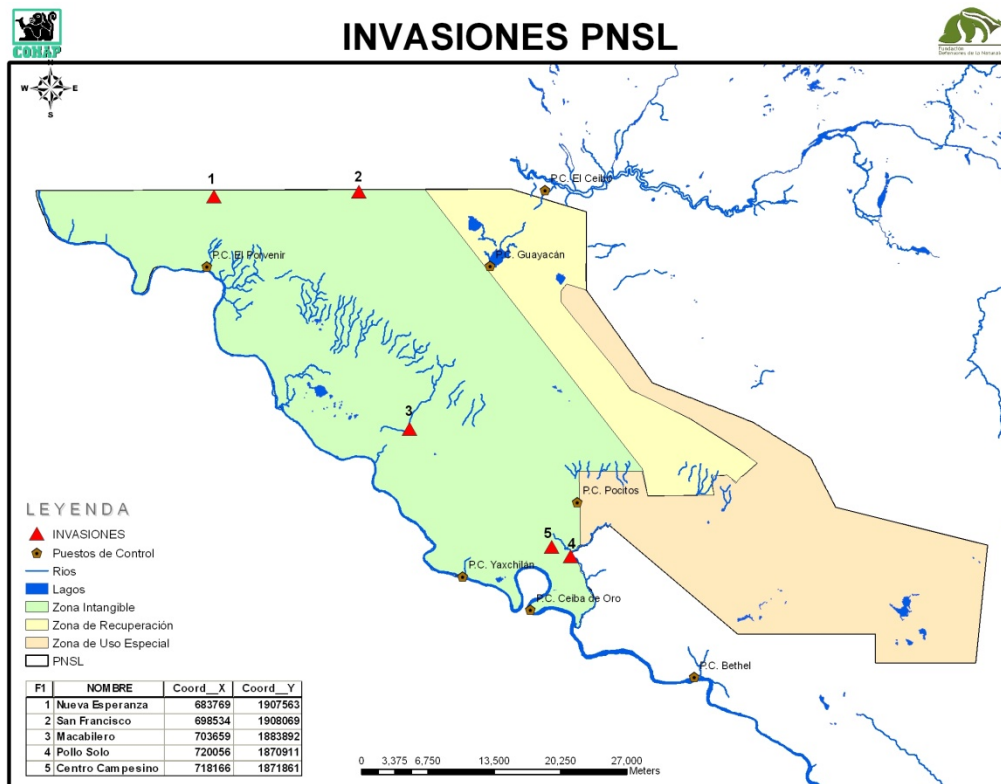 CONAP
INVASIONES PNSL
Fundación
Defensores de la Naturaleza
N
W E
S
1
2
P.C. El Ceibo
P.C. El Porvenir
P.C. Guayacán
3
P.C. Pocitos
5
4
P.C. Yaxchilán
P.C. Ceiba de Oro
P.C. Bethel
LEYENDA
INVASIONES
Puestos de Control
Rios
Lagos
Zona Intangible
Zona de Recuperación
Zona de Uso Especial
PNSL
F1 NOMBRE Coord__X Coord__Y
1 Nueva Esperanza 683769 1907563
2 San Francisco 698534 1908069
3 Macabilero 703659 1883892
4 Pollo Solo 720056 1870911
5 Centro Campesino 718166 1871861
0 3,375 6,750 13,500 20,250 27,000
Meters